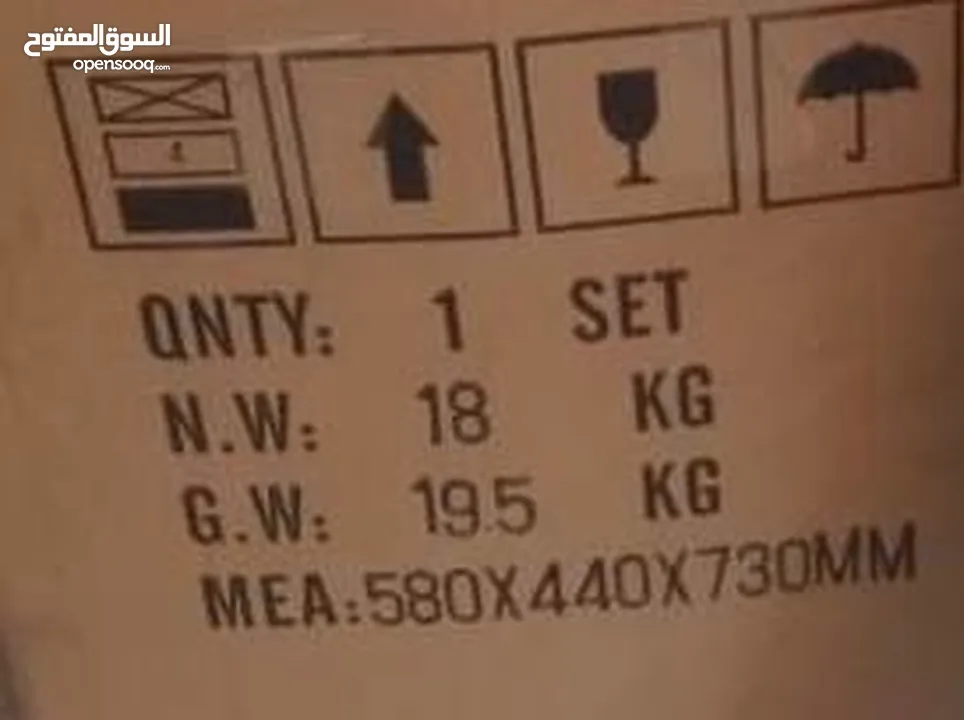 السوق المفتوح
opensooq.com
4
QNTY: 1 SET
N.W: 18 KG
G.W: 19.5 KG
MEA:580X440X730MM